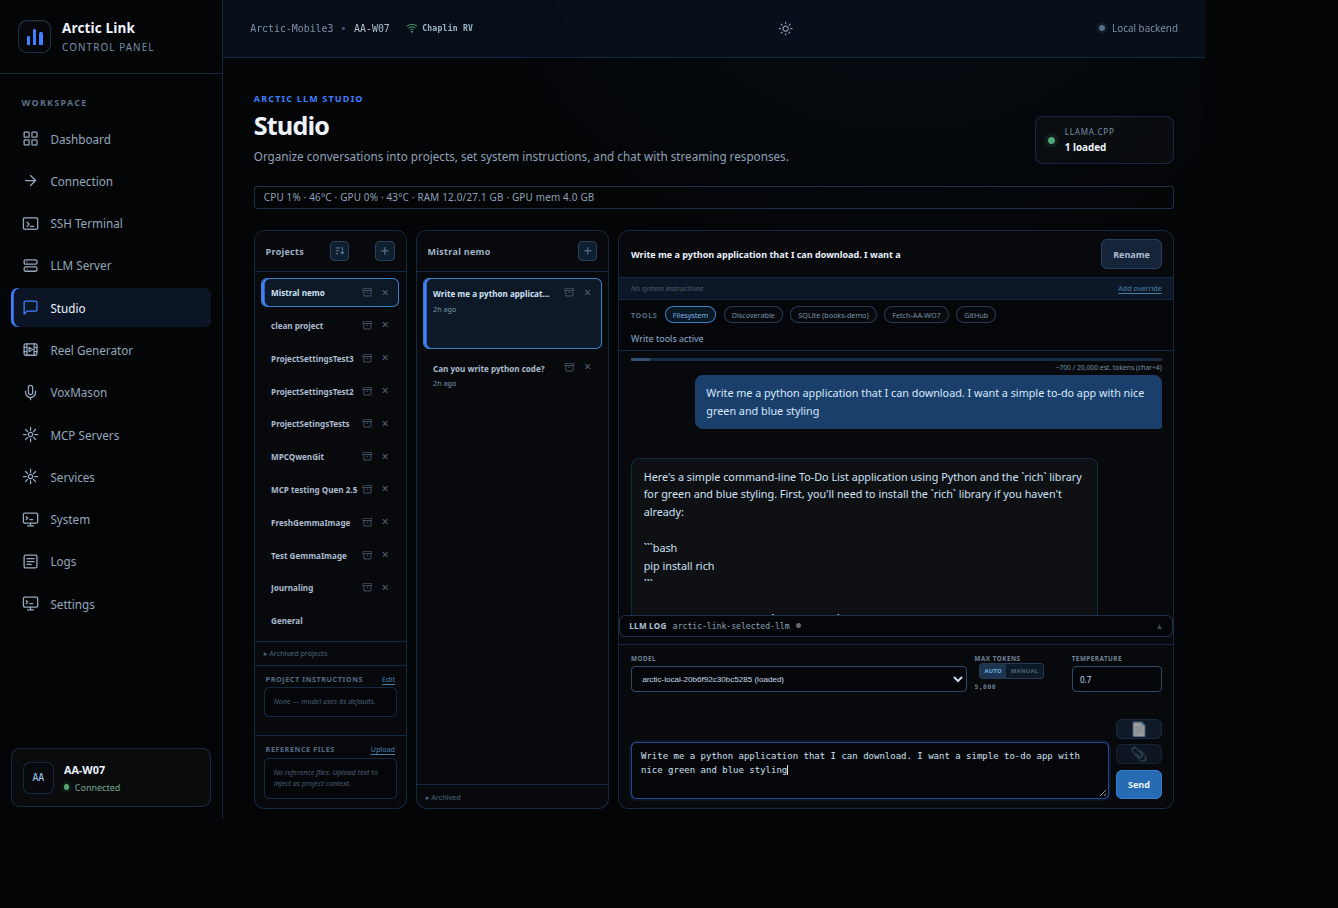 Arctic Link
CONTROL PANEL
WORKSPACE
Dashboard
Connection
SSH Terminal
LLM Server
Studio
Reel Generator
VoxMason
MCP Servers
Services
System
Logs
Settings
AA
AA-W07
Connected
Arctic-Mobile3 • AA-W07 Chaplin RV
Local backend
ARCTIC LLM STUDIO
Studio
Organize conversations into projects, set system instructions, and chat with streaming responses.
LLAMA.CPP
1 loaded
CPU 1% · 46°C · GPU 0% · 43°C · RAM 12.0/27.1 GB · GPU mem 4.0 GB
Projects
Mistral nemo
clean project
ProjectSettingsTest3
ProjectSettingsTest2
ProjectSetingsTests
MPCQwenGit
MCP testing Quen 2.5
FreshGemmaImage
Test GemmaImage
Journaling
General
▸ Archived projects
PROJECT INSTRUCTIONS Edit
None — model uses its defaults.
REFERENCE FILES Upload
No reference files. Upload text to
inject as project context.
Mistral nemo
Write me a python applicat...
2h ago
Can you write python code?
2h ago
▸ Archived
Write me a python application that I can download. I want a
Rename
No system instructions
Add override
TOOLS Filesystem Discoverable SQLite (books-demo) Fetch-AA-WO7 GitHub
Write tools active
~700 / 20,000 est. tokens (char÷4)
Write me a python application that I can download. I want a simple to-do app with nice
green and blue styling
Here's a simple command-line To-Do List application using Python and the `rich` library
for green and blue styling. First, you'll need to install the `rich` library if you haven't
already:
```bash
pip install rich
```
LLM LOG arctic-link-selected-llm
MODEL
arctic-local-20b6f92c30bc5285 (loaded)
MAX TOKENS
AUTO MANUAL
5,000
TEMPERATURE
0.7
Write me a python application that I can download. I want a simple to-do app with
nice green and blue styling
Send